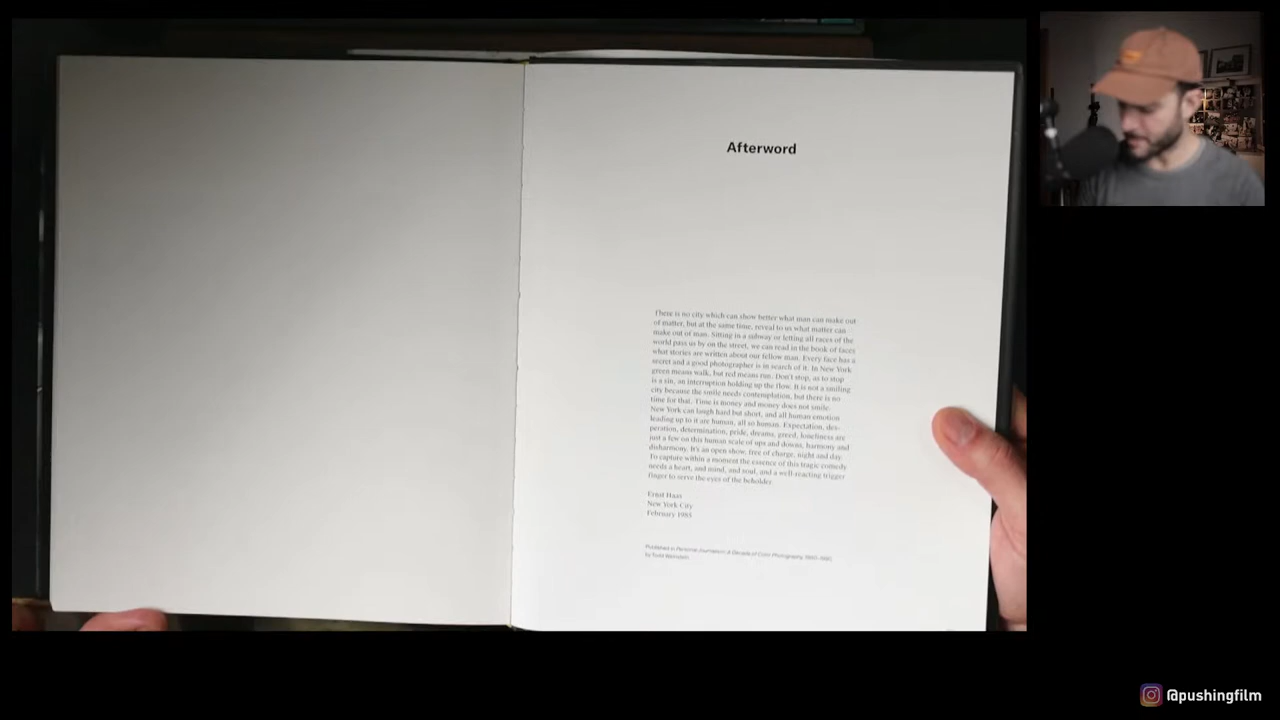 Afterword
There is no city which can show better what man can make out
of matter, but at the same time, reveal to us what matter can
make out of man. Sitting in a subway or letting all races of the
world pass us by on the street, we can read in the book of faces
what stories are written about our fellow man. Every face has a
secret and a good photographer is in search of it. In New York
green means walk, but red means run. Don't stop, as to stop
is a sin, an interruption holding up the flow. It is not a smiling
city because the smile needs contemplation, but there is no
time for that. Time is money and money does not smile.
New York can laugh hard but short, and all human emotion
leading up to it are human, all so human. Expectation, des-
peration, determination, pride, dreams, greed, loneliness are
just a few on this human scale of ups and downs, harmony and
disharmony. It's an open show, free of charge, night and day.
To capture within a moment the essence of this tragic comedy
needs a heart, and mind, and soul, and a well-reacting trigger
finger to serve the eyes of the beholder.
Ernst Haas
New York City
February 1985
Published in Personal Journalism: A Decade of Color Photography, 
by Todd Weinstein
@pushingfilm